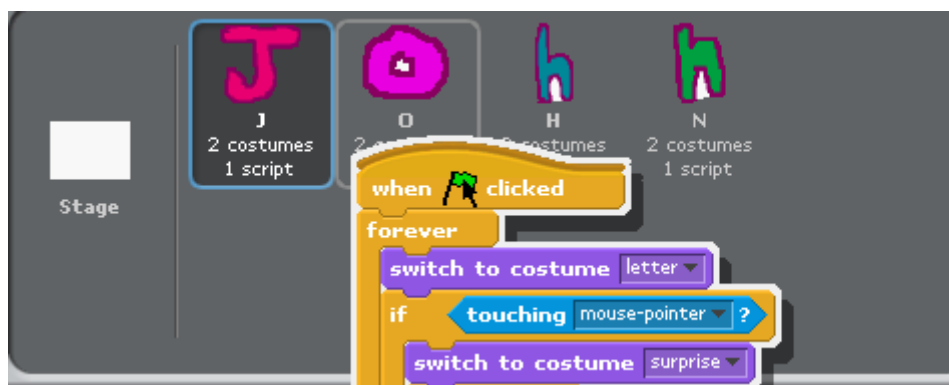 J
2 costumes
1 script
O
H
costumes
N
2 costumes
1 script
Stage
when clicked
forever
switch to costume letter
if touching mouse-pointer ?
switch to costume surprise